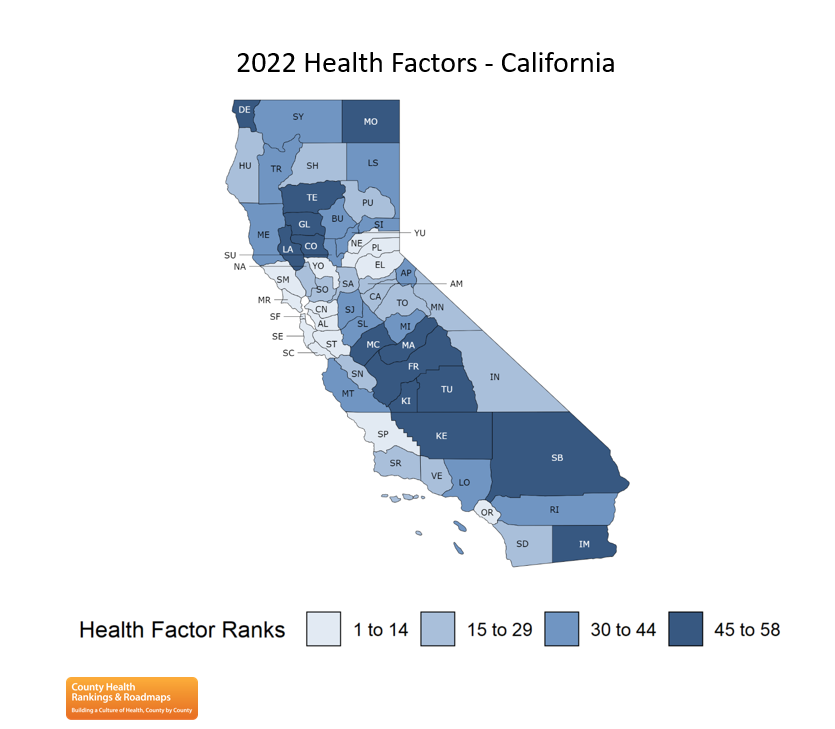 2022 Health Factors - California
DE
SY
MO
HU
TR
SH
LS
TE
PU
GL
BU
SI
ME
YU
LA
CO
NE
PL
SU
NA
YO
EL
SM
SO
SA
AP
AM
MR
CN
SJ
CA
TO
MN
SF
AL
SL
MI
SE
ST
MC
MA
SC
FR
SN
IN
MT
KI
TU
SP
KE
SB
SR
VE
LO
OR
RI
SD
IM
Health Factor Ranks 1 to 14 15 to 29 30 to 44 45 to 58
County Health
Rankings & Roadmaps
Building a Culture of Health, County by County